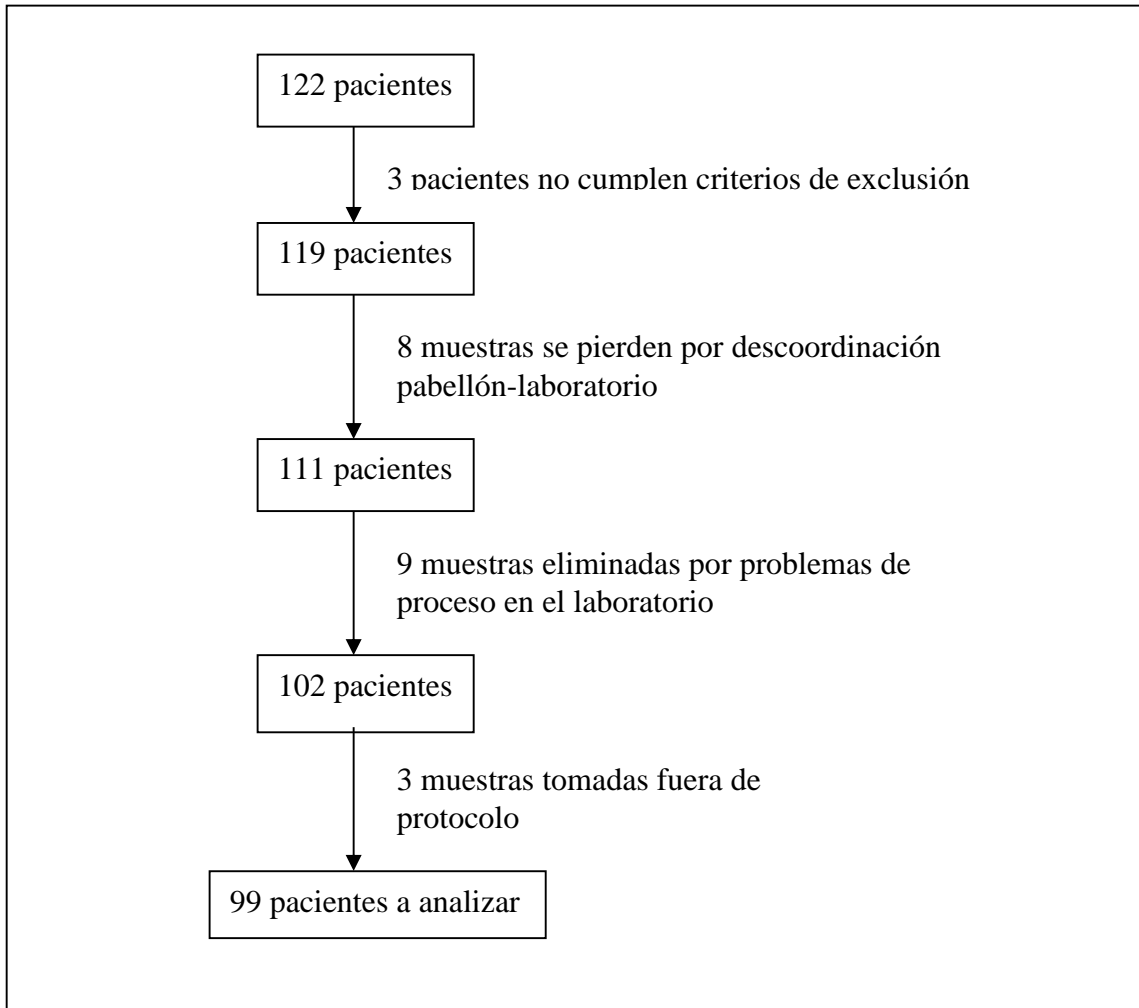 122 pacientes
3 pacientes no cumplen criterios de exclusión
119 pacientes
8 muestras se pierden por descoordinación
pabellón-laboratorio
111 pacientes
9 muestras eliminadas por problemas de
proceso en el laboratorio
102 pacientes
3 muestras tomadas fuera de
protocolo
99 pacientes a analizar